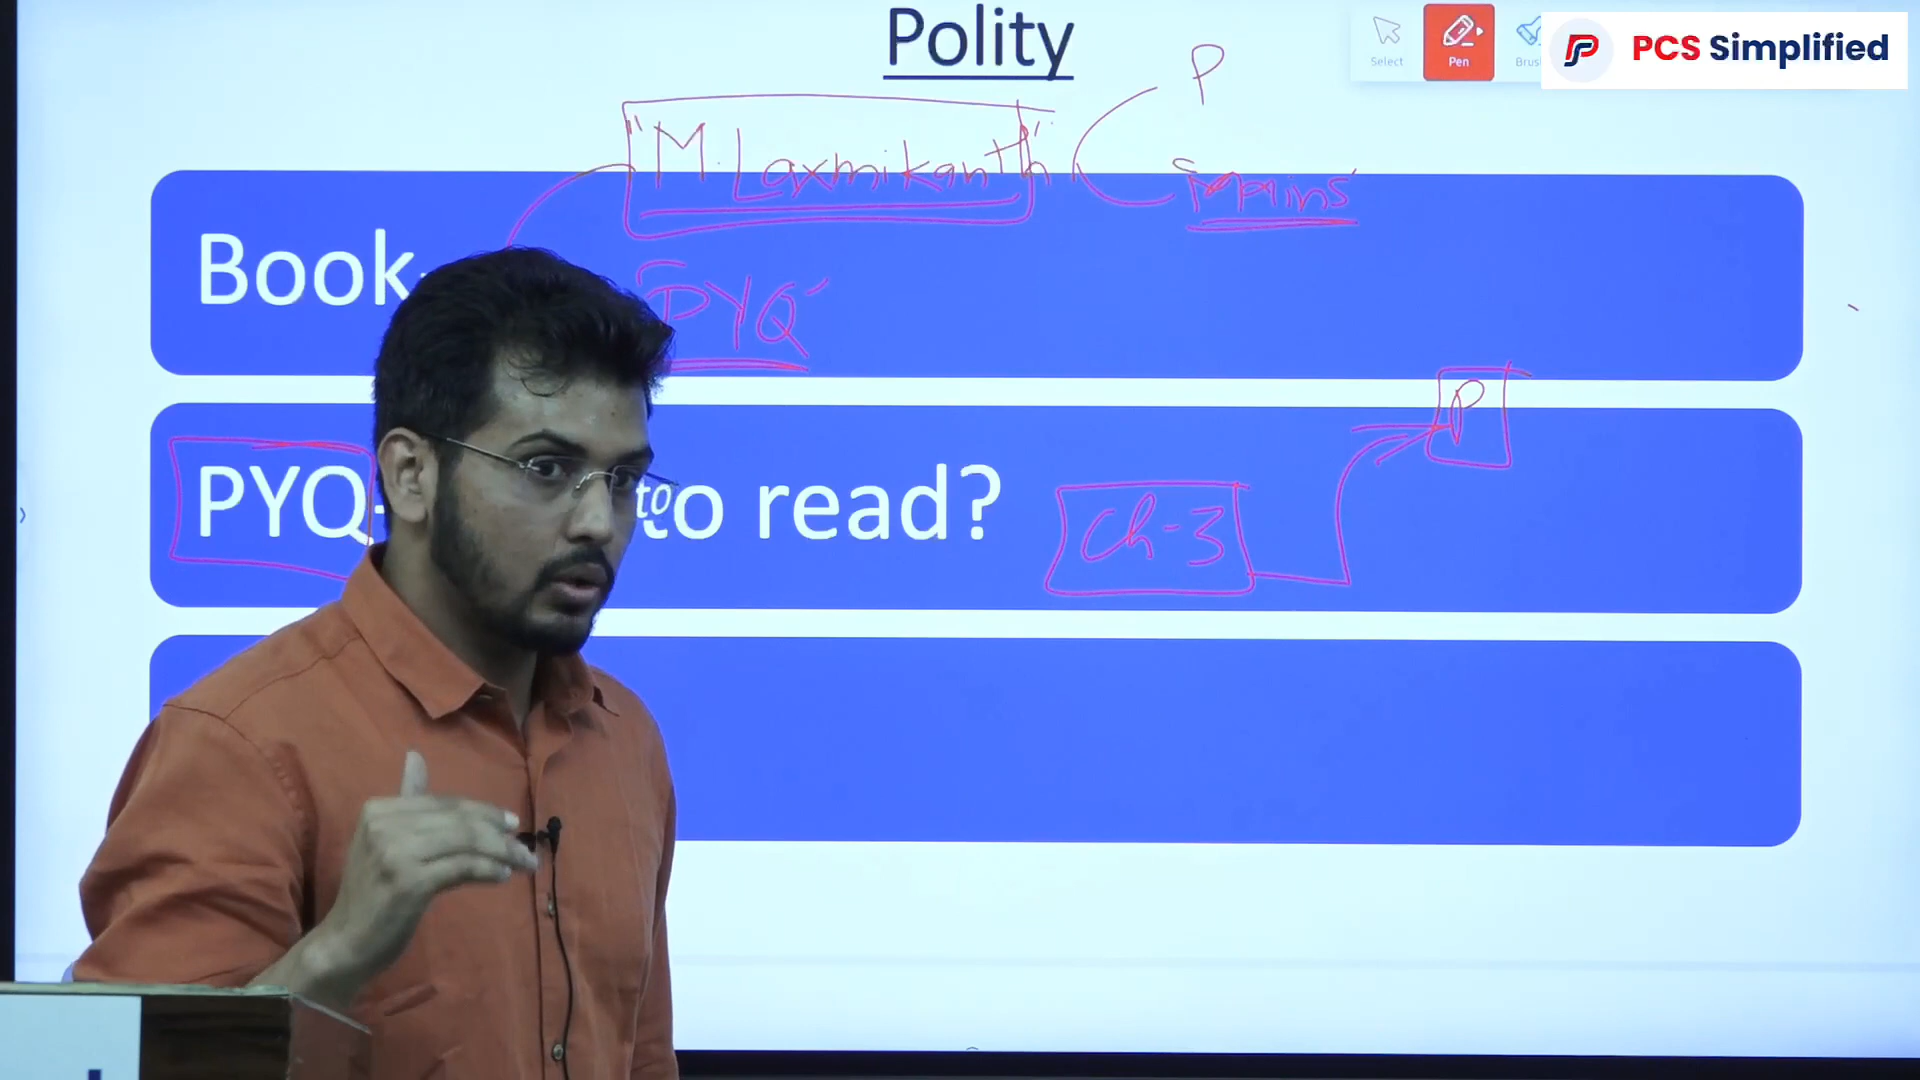 Polity
P
Select
Pen
PCS Simplified
"M. Laxmikanth"
Mains
Book-
PYQ
P
PYQ-
to read?
Ch-3